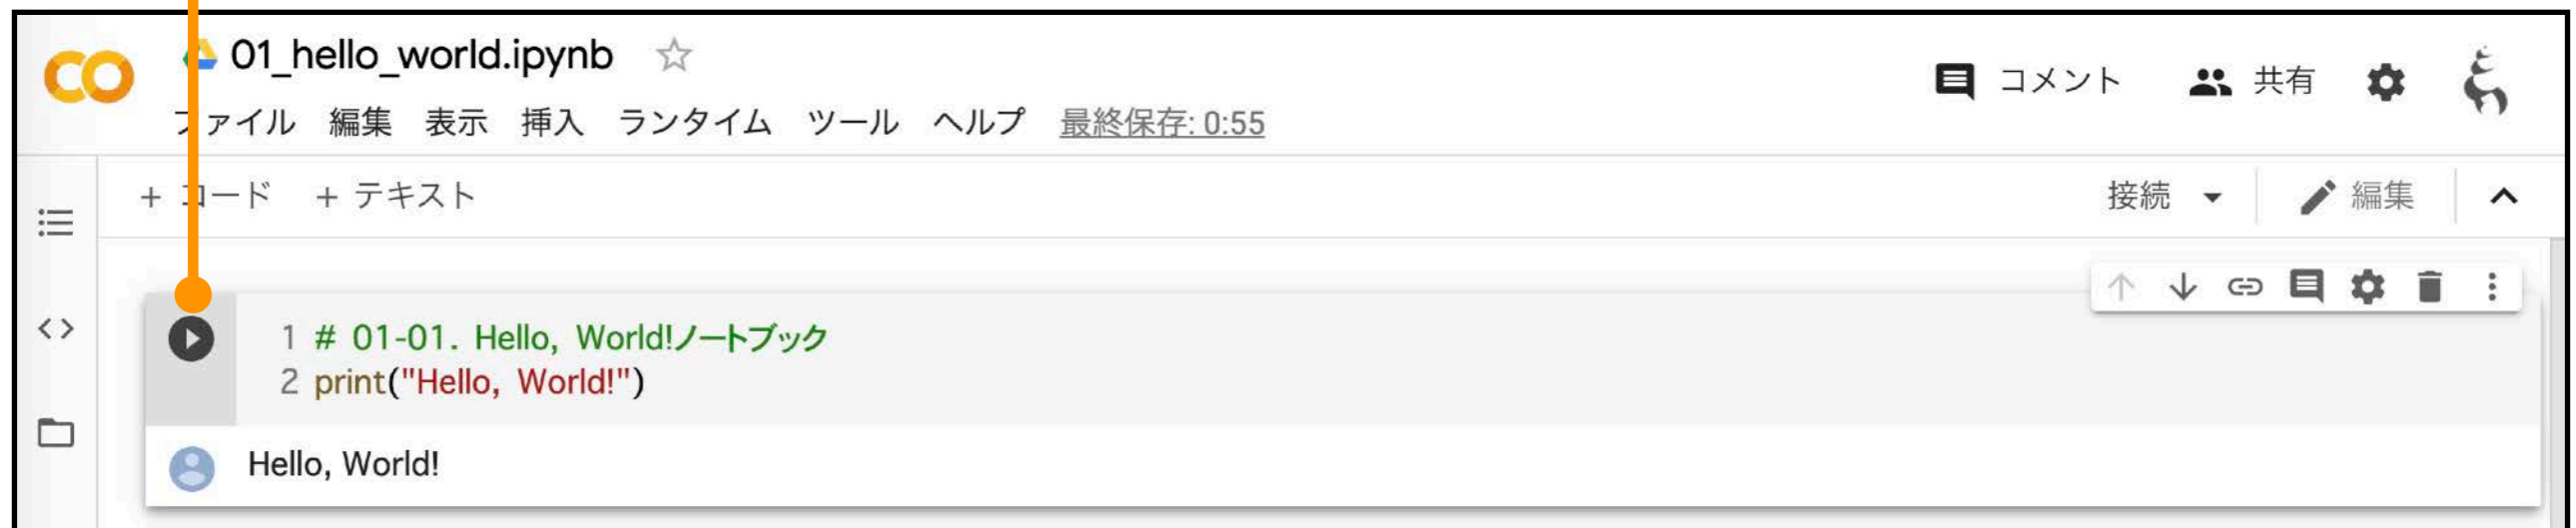 01_hello_world.ipynb
コメント 共有
ファイル 編集 表示 挿入 ランタイム ツール ヘルプ 最終保存: 0:55
+ コード + テキスト
接続 編集
1 # 01-01. Hello, World!ノートブック
2 print("Hello, World!")
Hello, World!